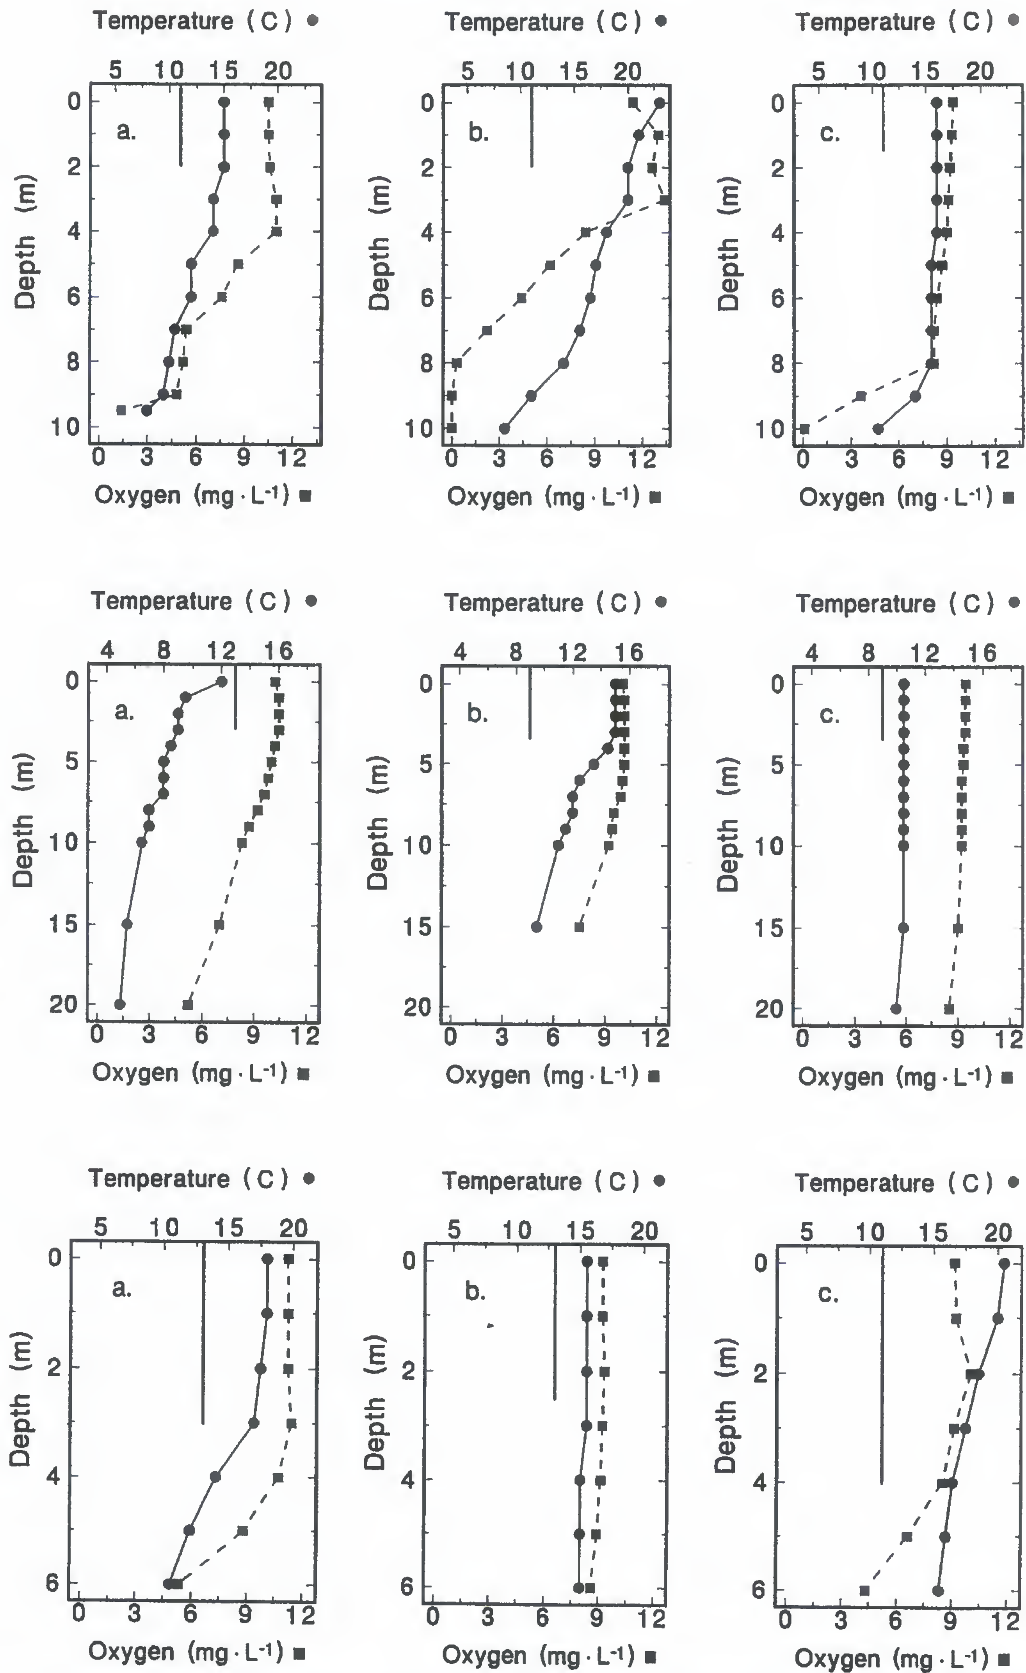 Temperature (C) ●
Temperature (C) ●
Temperature (C) ●
5 10 15 20
5 10 15 20
5 10 15 20
a.
b.
c.
Depth (m)
0
2
4
6
8
10
Depth (m)
0
2
4
6
8
10
Depth (m)
0
2
4
6
8
10
0 3 6 9 12
0 3 6 9 12
0 3 6 9 12
Oxygen (mg · L-1) ■
Oxygen (mg · L-1) ■
Oxygen (mg · L-1) ■
Temperature (C) ●
Temperature (C) ●
Temperature (C) ●
4 8 12 16
4 8 12 16
4 8 12 16
a.
b.
c.
Depth (m)
0
5
10
15
20
Depth (m)
0
5
10
15
20
Depth (m)
0
5
10
15
20
0 3 6 9 12
0 3 6 9 12
0 3 6 9 12
Oxygen (mg · L-1) ■
Oxygen (mg · L-1) ■
Oxygen (mg · L-1) ■
Temperature (C) ●
Temperature (C) ●
Temperature (C) ●
5 10 15 20
5 10 15 20
5 10 15 20
a.
b.
c.
Depth (m)
0
2
4
6
Depth (m)
0
2
4
6
Depth (m)
0
2
4
6
0 3 6 9 12
0 3 6 9 12
0 3 6 9 12
Oxygen (mg · L-1) ■
Oxygen (mg · L-1) ■
Oxygen (mg · L-1) ■